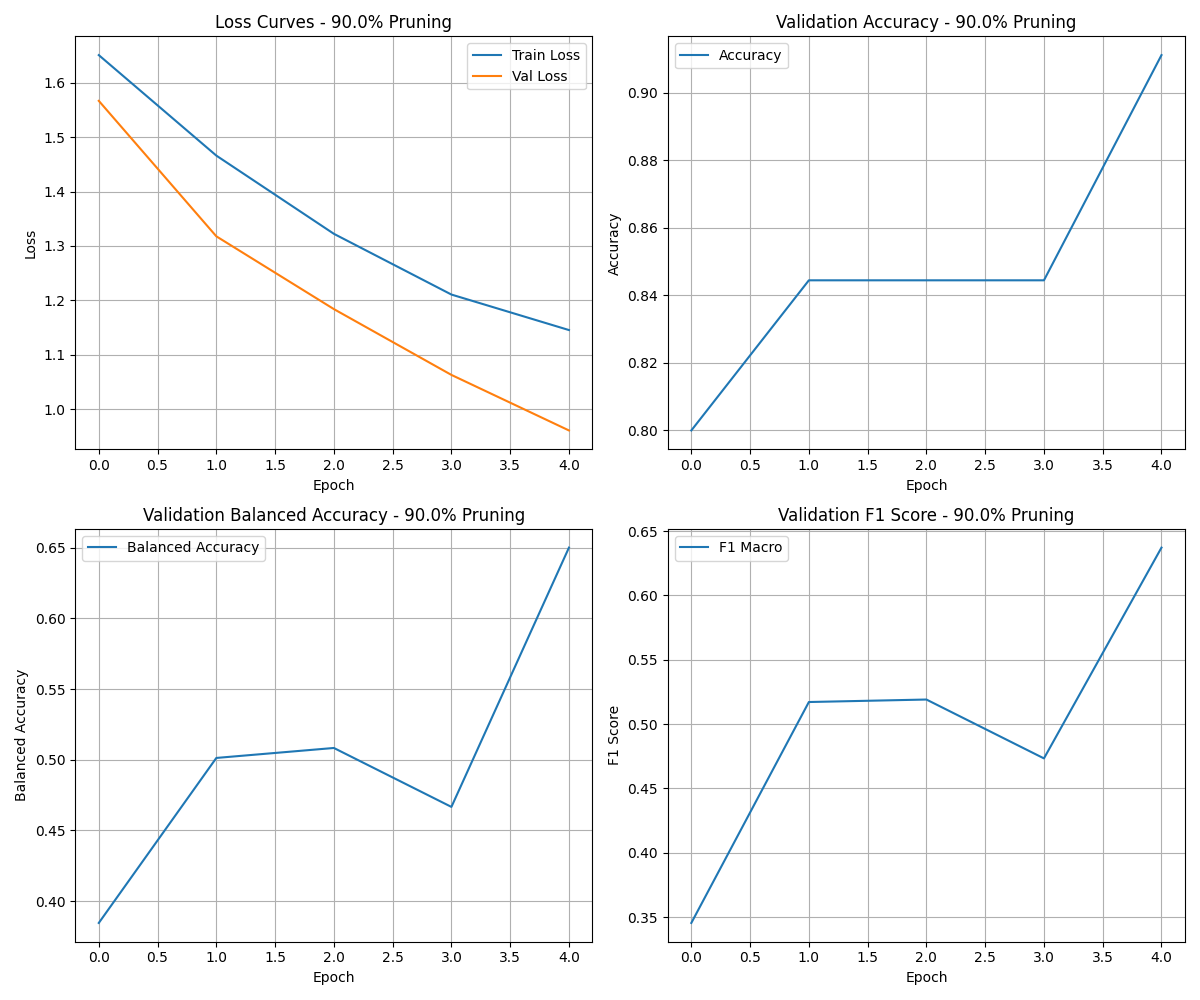 Loss Curves - 90.0% Pruning
Train Loss
Val Loss
1.6
1.5
1.4
1.3
1.2
1.1
1.0
Loss
0.0 0.5 1.0 1.5 2.0 2.5 3.0 3.5 4.0
Epoch
Validation Accuracy - 90.0% Pruning
Accuracy
0.90
0.88
0.86
0.84
0.82
0.80
Accuracy
0.0 0.5 1.0 1.5 2.0 2.5 3.0 3.5 4.0
Epoch
Validation Balanced Accuracy - 90.0% Pruning
Balanced Accuracy
0.65
0.60
0.55
0.50
0.45
0.40
Balanced Accuracy
0.0 0.5 1.0 1.5 2.0 2.5 3.0 3.5 4.0
Epoch
Validation F1 Score - 90.0% Pruning
F1 Macro
0.65
0.60
0.55
0.50
0.45
0.40
0.35
F1 Score
0.0 0.5 1.0 1.5 2.0 2.5 3.0 3.5 4.0
Epoch